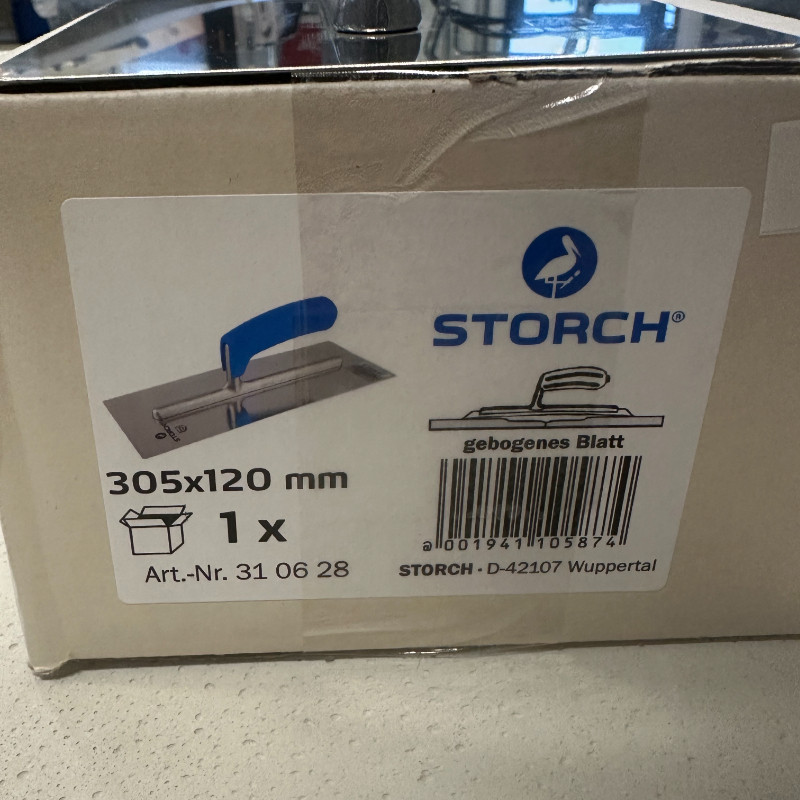 STORCH®
gebogenes Blatt
305x120 mm
1 x
a 001941 105874
Art.-Nr. 31 06 28
STORCH · D-42107 Wuppertal